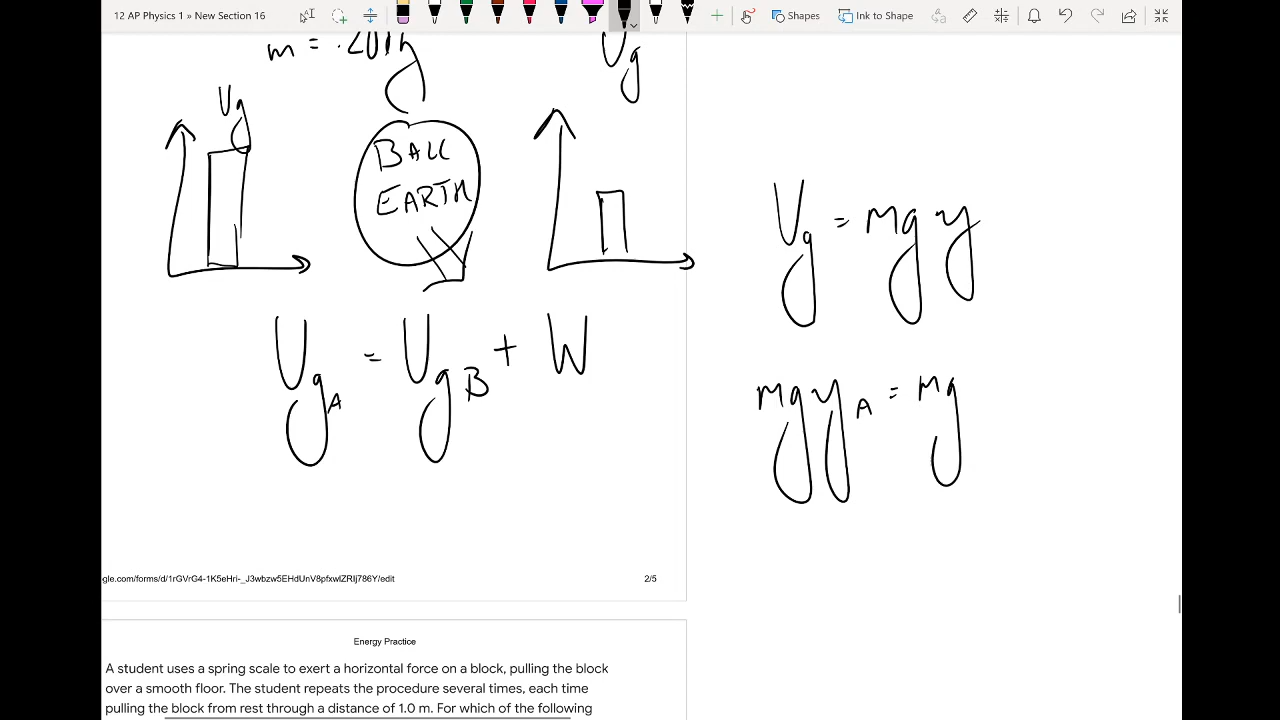 12 AP Physics 1 » New Section 16
Shapes
Ink to Shape
m = .201g
Ug
Ug
BALL
EARTH
Ug = mgy
UgA = UgB + W
mgyA = mg
gle.com/forms/d/1rGVrG4-1K5eHri-_J3wbzw5EHdUnV8pfxwlZRIj786Y/edit
2/5
Energy Practice
A student uses a spring scale to exert a horizontal force on a block, pulling the block
over a smooth floor. The student repeats the procedure several times, each time
pulling the block from rest through a distance of 1.0 m. For which of the following